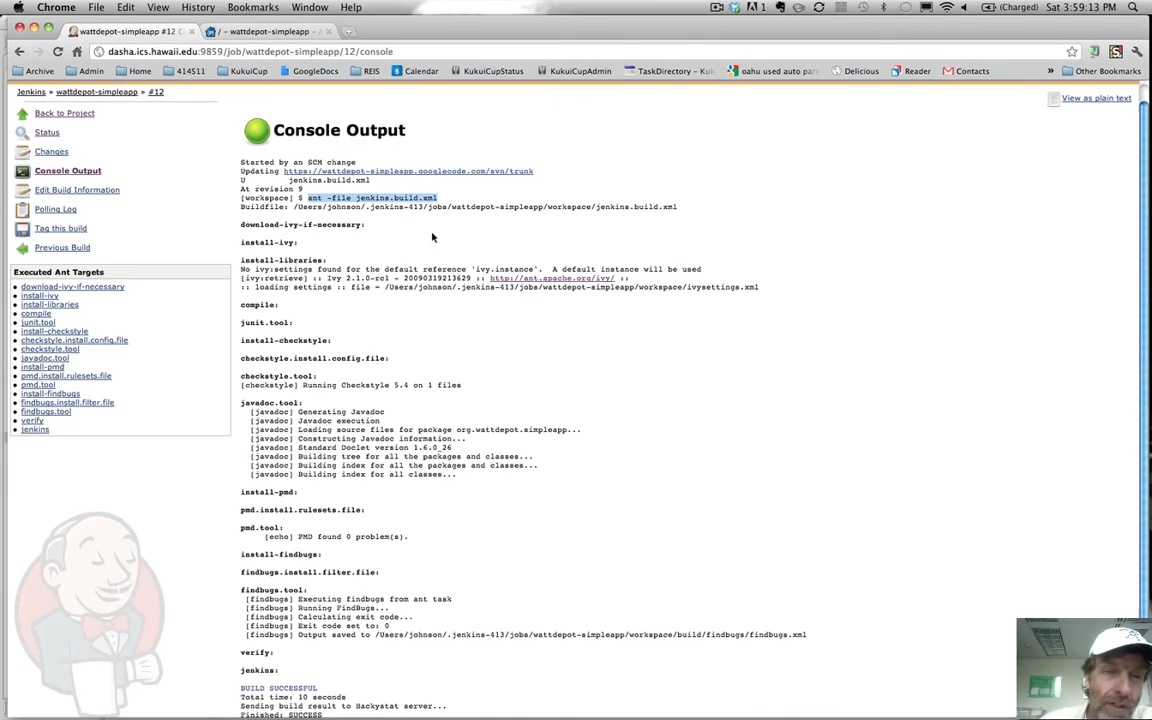 Chrome File Edit View History Bookmarks Window Help 1 (Charged) Sat 3:59:13 PM
wattdepot-simpleapp #12 C / - wattdepot-simpleapp - A
dasha.ics.hawaii.edu:9859/job/wattdepot-simpleapp/12/console
Archive Admin Home 414S11 KukuiCup GoogleDocs REIS 8 Calendar KukuiCupStatus KukuiCupAdmin TaskDirectory - Kuk oahu used auto part Delicious Reader Contacts » Other Bookmarks
Jenkins » wattdepot-simpleapp » #12
View as plain text
Back to Project
Status
Changes
Console Output
Edit Build Information
Polling Log
Tag this build
Previous Build
Executed Ant Targets
download-ivy-if-necessary
install-ivy
install-libraries
compile
junit.tool
install-checkstyle
checkstyle.install.config.file
checkstyle.tool
javadoc.tool
install-pmd
pmd.install.rulesets.file
pmd.tool
install-findbugs
findbugs.install.filter.file
findbugs.tool
verify
jenkins
Console Output
Started by an SCM change
Updating https://wattdepot-simpleapp.googlecode.com/svn/trunk
U jenkins.build.xml
At revision 9
[workspace] $ ant -file jenkins.build.xml
Buildfile: /Users/johnson/.jenkins-413/jobs/wattdepot-simpleapp/workspace/jenkins.build.xml
download-ivy-if-necessary:
install-ivy:
install-libraries:
No ivy:settings found for the default reference 'ivy.instance'. A default instance will be used
[ivy:retrieve] :: Ivy 2.1.0-rc1 - 20090319213629 :: http://ant.apache.org/ivy/ ::
:: loading settings :: file = /Users/johnson/.jenkins-413/jobs/wattdepot-simpleapp/workspace/ivysettings.xml
compile:
junit.tool:
install-checkstyle:
checkstyle.install.config.file:
checkstyle.tool:
[checkstyle] Running Checkstyle 5.4 on 1 files
javadoc.tool:
[javadoc] Generating Javadoc
[javadoc] Javadoc execution
[javadoc] Loading source files for package org.wattdepot.simpleapp...
[javadoc] Constructing Javadoc information...
[javadoc] Standard Doclet version 1.6.0_26
[javadoc] Building tree for all the packages and classes...
[javadoc] Building index for all the packages and classes...
[javadoc] Building index for all classes...
install-pmd:
pmd.install.rulesets.file:
pmd.tool:
[echo] PMD found 0 problem(s).
install-findbugs:
findbugs.install.filter.file:
findbugs.tool:
[findbugs] Executing findbugs from ant task
[findbugs] Running FindBugs...
[findbugs] Calculating exit code...
[findbugs] Exit code set to: 0
[findbugs] Output saved to /Users/johnson/.jenkins-413/jobs/wattdepot-simpleapp/workspace/build/findbugs/findbugs.xml
verify:
jenkins:
BUILD SUCCESSFUL
Total time: 10 seconds
Sending build result to Hackystat server...
Finished: SUCCESS